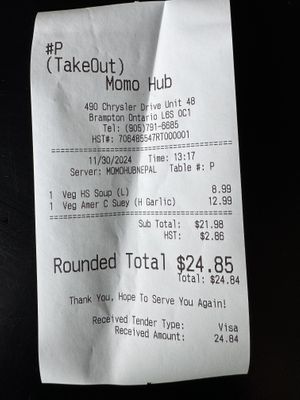 #P
(TakeOut)
Momo Hub
490 Chrysler Drive Unit 48
Brampton Ontario L6S 0C1
Tel: (905)791-6685
HST#: 706485547RT000001
11/30/2024 Time: 13:17
Server: MOMOHUBNEPAL Table #: P
1 Veg HS Soup (L) 8.99
1 Veg Amer C Suey (H Garlic) 12.99
Sub Total: $21.98
HST: $2.86
Rounded Total $24.85
Total: $24.84
Thank You, Hope To Serve You Again!
Received Tender Type: Visa
Received Amount: 24.84